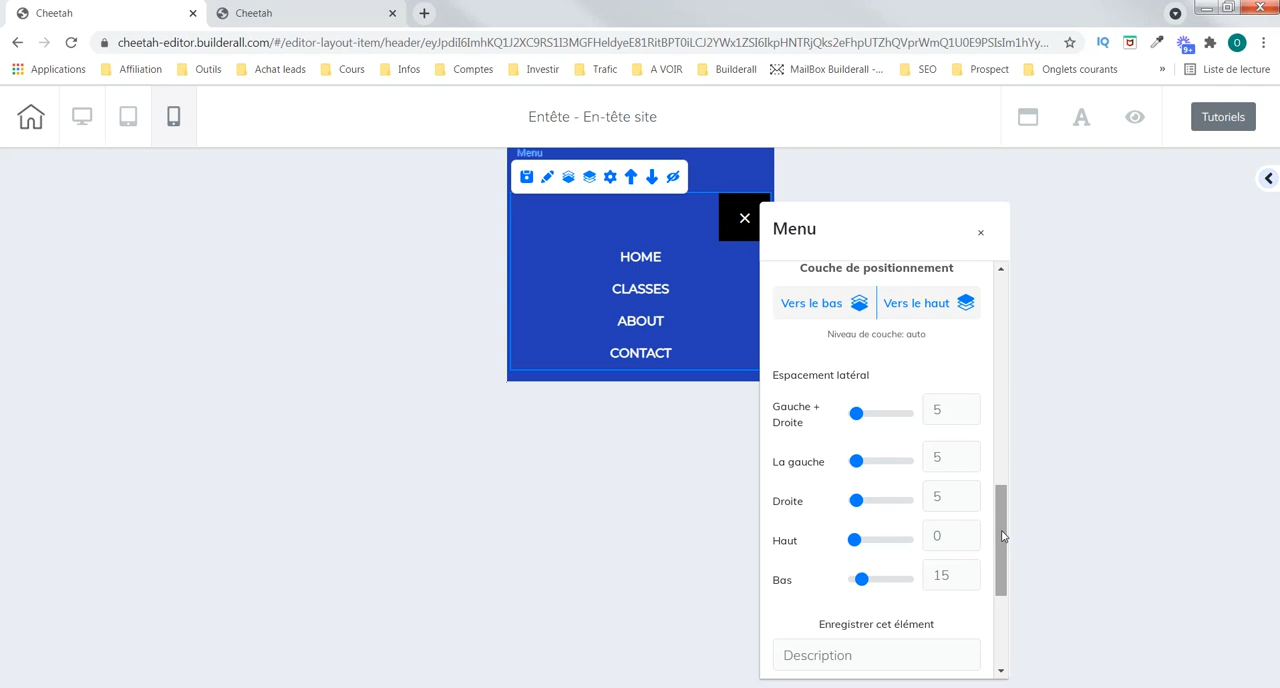 Cheetah
Cheetah
cheetah-editor.builderall.com/#/editor-layout-item/header/
9+
O
Applications
Affiliation
Outils
Achat leads
Cours
Infos
Comptes
Investir
Trafic
A VOIR
Builderall
MailBox Builderall -...
SEO
Prospect
Onglets courants
»
Liste de lecture
Entête - En-tête site
A
Tutoriels
Menu
HOME
CLASSES
ABOUT
CONTACT
Menu
Couche de positionnement
Vers le bas
Vers le haut
Niveau de couche: auto
Espacement latéral
Gauche +
Droite
5
La gauche
5
Droite
5
Haut
0
Bas
15
Enregistrer cet élément
Description